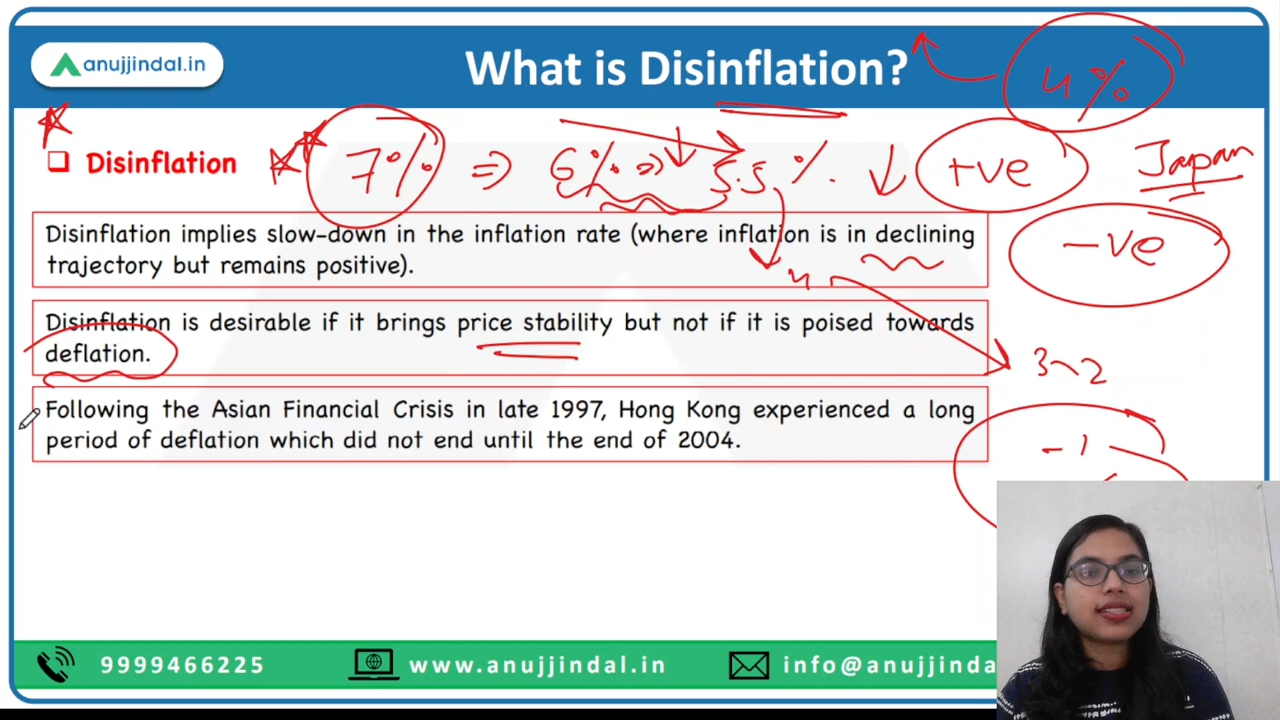 anujjindal.in
What is Disinflation?
4%
❑ Disinflation
7% ⇒ 6% ⇒ 5.5%. ↓ +ve Japan
Disinflation implies slow-down in the inflation rate (where inflation is in declining
trajectory but remains positive).
-ve
4
Disinflation is desirable if it brings price stability but not if it is poised towards
deflation.
3~2
Following the Asian Financial Crisis in late 1997, Hong Kong experienced a long
period of deflation which did not end until the end of 2004.
-1
9999466225 www.anujjindal.in info@anujjinda